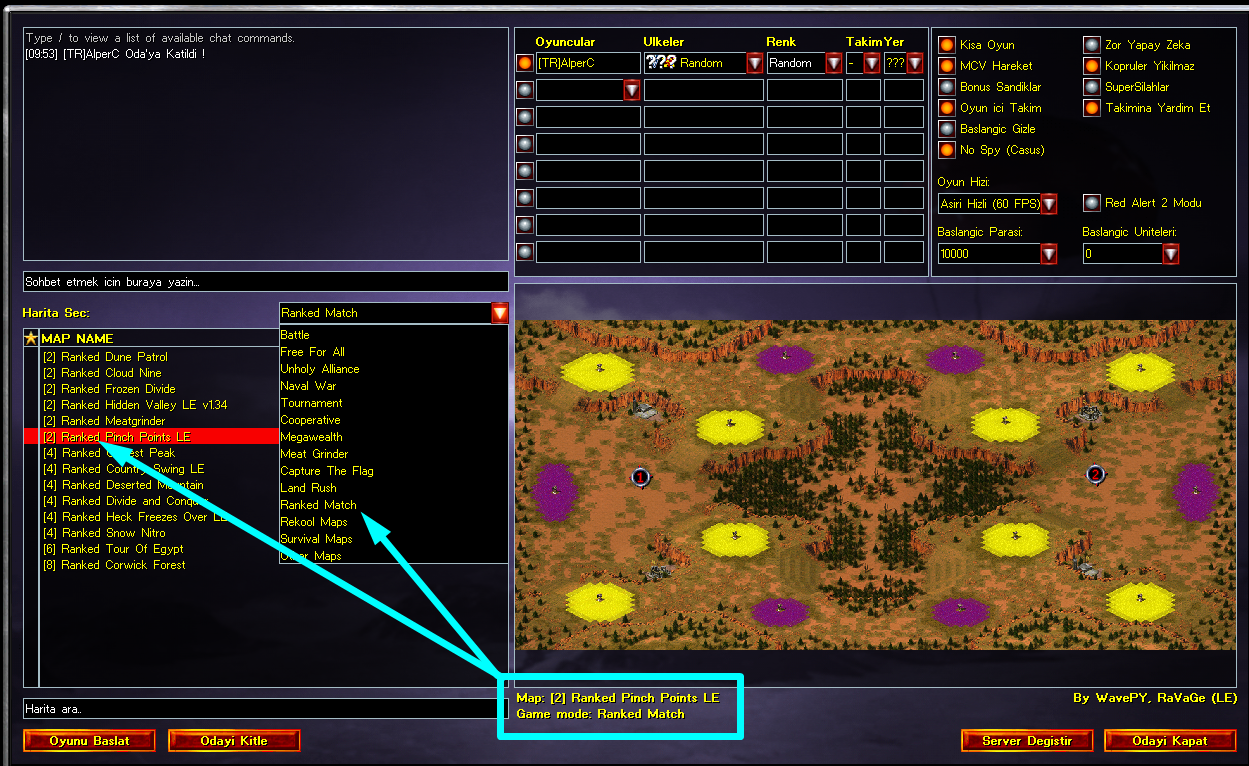 Type / to view a list of available chat commands.
[09:53] [TR]AlperC Oda'ya Katildi !
Oyuncular Ulkeler Renk Takim Yer
[TR]AlperC ??? Random Random - ???
Kisa Oyun
MCV Hareket
Bonus Sandiklar
Oyun ici Takim
Baslangic Gizle
No Spy (Casus)
Zor Yapay Zeka
Kopruler Yikilmaz
SuperSilahlar
Takimina Yardim Et
Oyun Hizi:
Asiri Hizli (60 FPS)
Red Alert 2 Modu
Baslangic Parasi:
10000
Baslangic Uniteleri:
0
Sohbet etmek icin buraya yazin...
Harita Sec:
Ranked Match
MAP NAME
[2] Ranked Dune Patrol
[2] Ranked Cloud Nine
[2] Ranked Frozen Divide
[2] Ranked Hidden Valley LE v1.34
[2] Ranked Meatgrinder
[2] Ranked Pinch Points LE
[4] Ranked Peak
[4] Ranked Country Swing LE
[4] Ranked Deserted Mountain
[4] Ranked Divide and Conquer
[4] Ranked Heck Freezes Over LE
[4] Ranked Snow Nitro
[6] Ranked Tour Of Egypt
[8] Ranked Corwick Forest
Battle
Free For All
Unholy Alliance
Naval War
Tournament
Cooperative
Megawealth
Meat Grinder
Capture The Flag
Land Rush
Ranked Match
Rekool Maps
Survival Maps
Other Maps
1
2
Harita ara..
Map: [2] Ranked Pinch Points LE
Game mode: Ranked Match
By WavePY, RaVaGe (LE)
Oyunu Baslat
Odayi Kitle
Server Degistir
Odayi Kapat